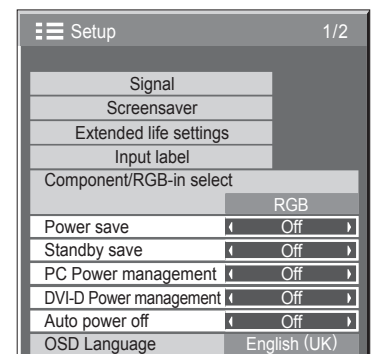 Setup 1/2
Signal
Screensaver
Extended life settings
Input label
Component/RGB-in select
RGB
Power save Off
Standby save Off
PC Power management Off
DVI-D Power management Off
Auto power off Off
OSD Language English (UK)